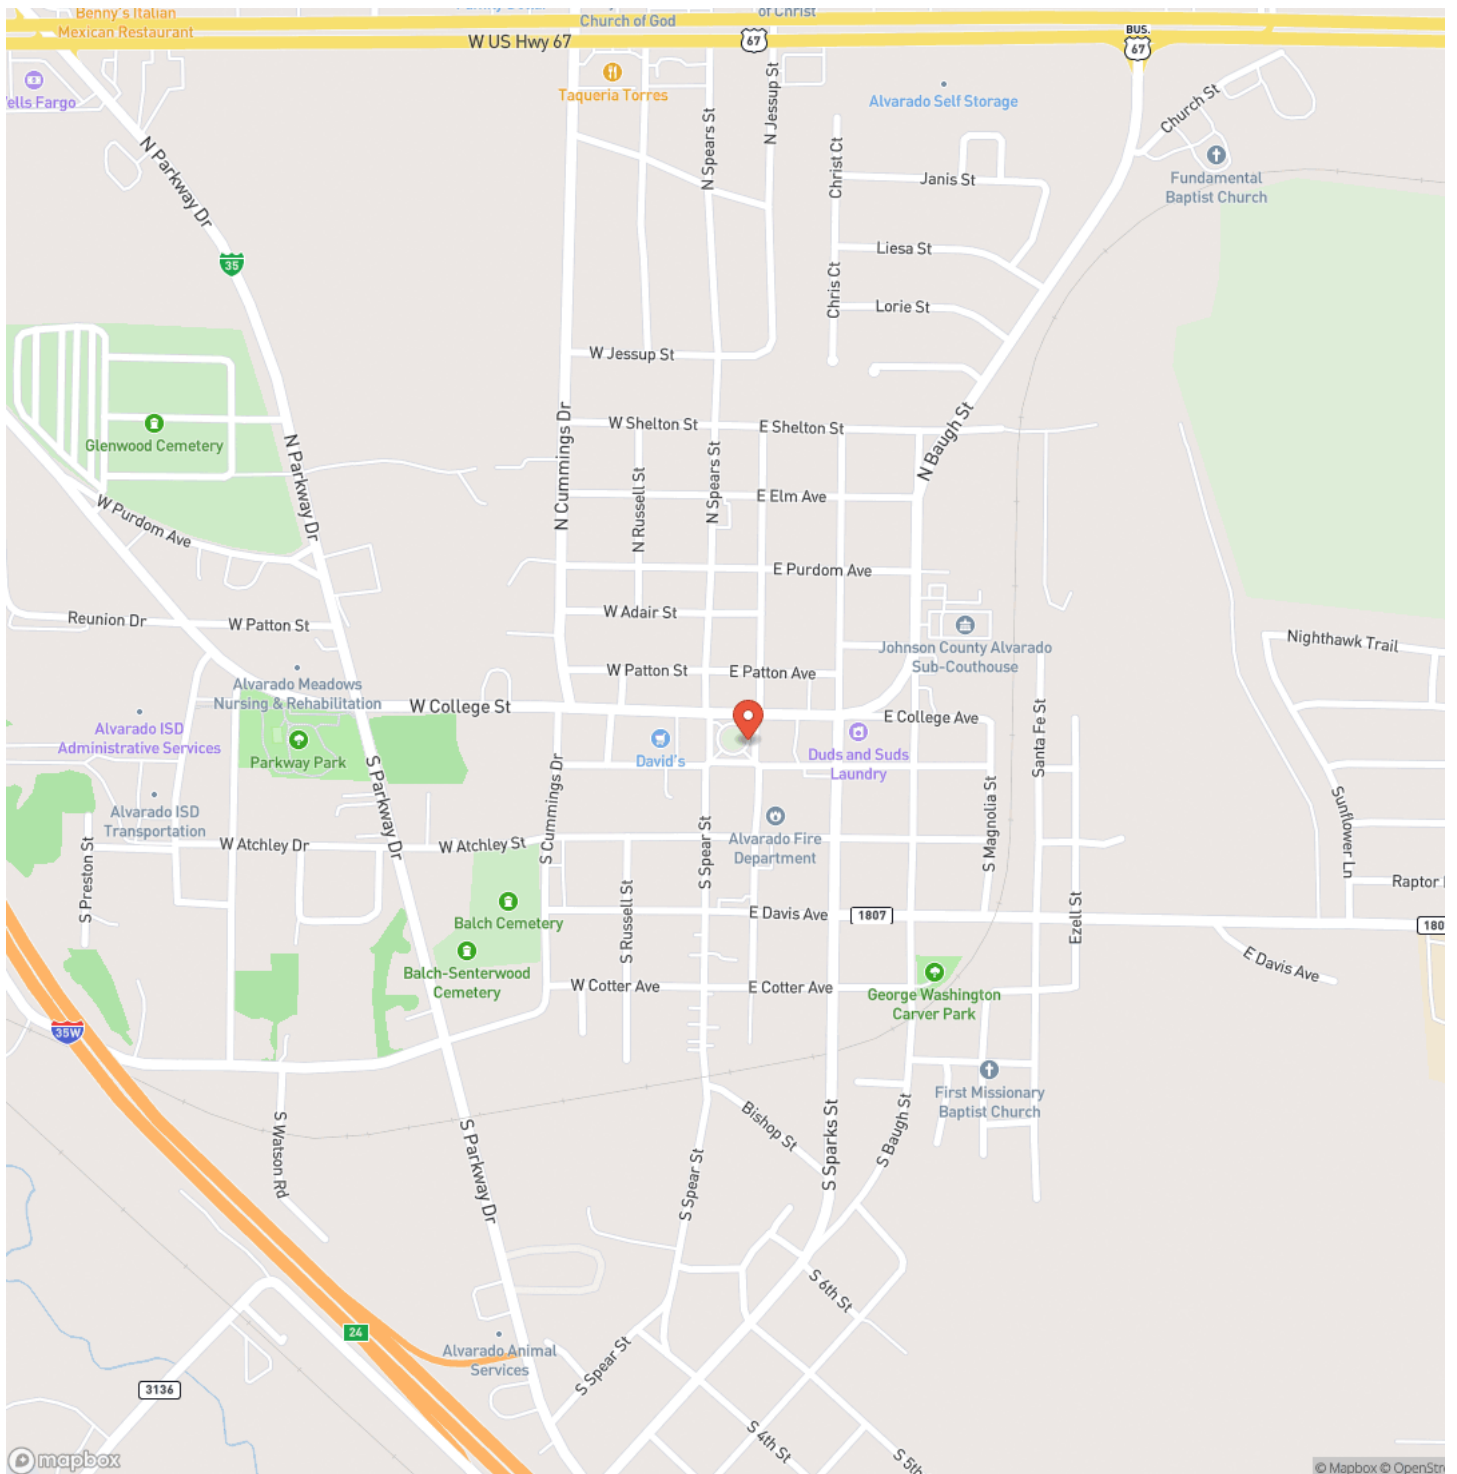 Benny's Italian
Mexican Restaurant
Church of God
of Christ
W US Hwy 67
67
BUS.
67
Wells Fargo
Taqueria Torres
Alvarado Self Storage
Church St
N Parkway Dr
N Spears St
N Jessup St
Christ Ct
Janis St
Fundamental
Baptist Church
35
Liesa St
Chris Ct
Lorie St
W Jessup St
Glenwood Cemetery
N Parkway Dr
N Cummings Dr
W Shelton St
E Shelton St
N Baugh St
N Spears St
N Russell St
E Elm Ave
W Purdom Ave
E Purdom Ave
Reunion Dr
W Patton St
W Adair St
Johnson County Alvarado
Sub-Couthouse
Nighthawk Trail
W Patton St
E Patton Ave
Alvarado Meadows
Nursing & Rehabilitation
W College St
E College Ave
Santa Fe St
Alvarado ISD
Administrative Services
Parkway Park
David's
Duds and Suds
Laundry
S Parkway Dr
S Cummings Dr
Alvarado ISD
Transportation
S Magnolia St
Sunflower Ln
S Preston St
W Atchley Dr
W Atchley St
S Spear St
Alvarado Fire
Department
Raptor
Balch Cemetery
S Russell St
E Davis Ave
1807
Ezell St
180
Balch-Senterwood
Cemetery
E Davis Ave
W Cotter Ave
E Cotter Ave
George Washington
Carver Park
35W
First Missionary
Baptist Church
S Watson Rd
S Parkway Dr
Bishop St
S Sparks St
S Baugh St
S Spear St
S 6th St
24
Alvarado Animal
Services
S Spear St
3136
S 4th St
S 5th
mapbox
© Mapbox © OpenStre